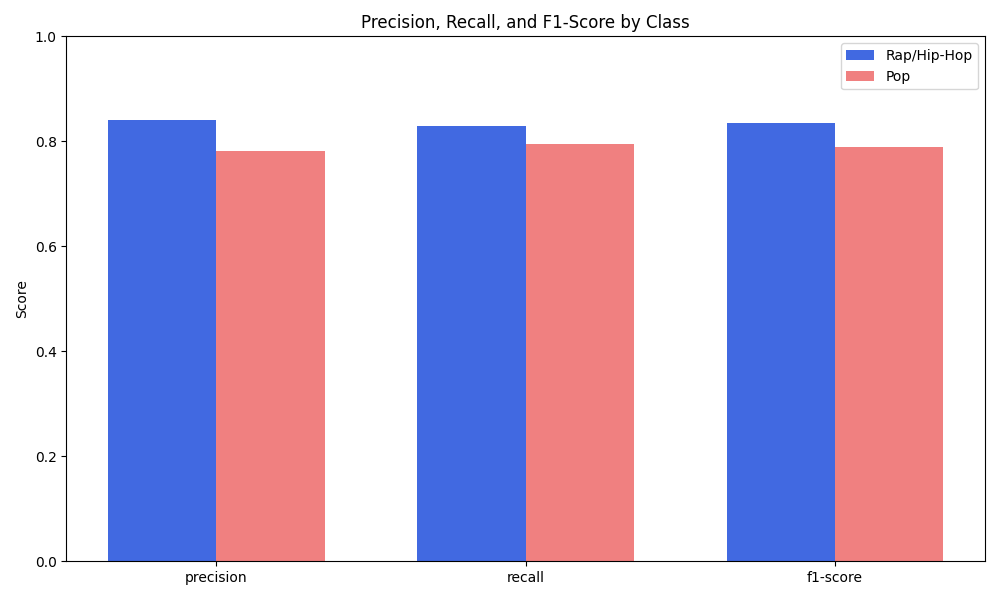 Precision, Recall, and F1-Score by Class
Rap/Hip-Hop
Pop
Score
1.0
0.8
0.6
0.4
0.2
0.0
precision
recall
f1-score